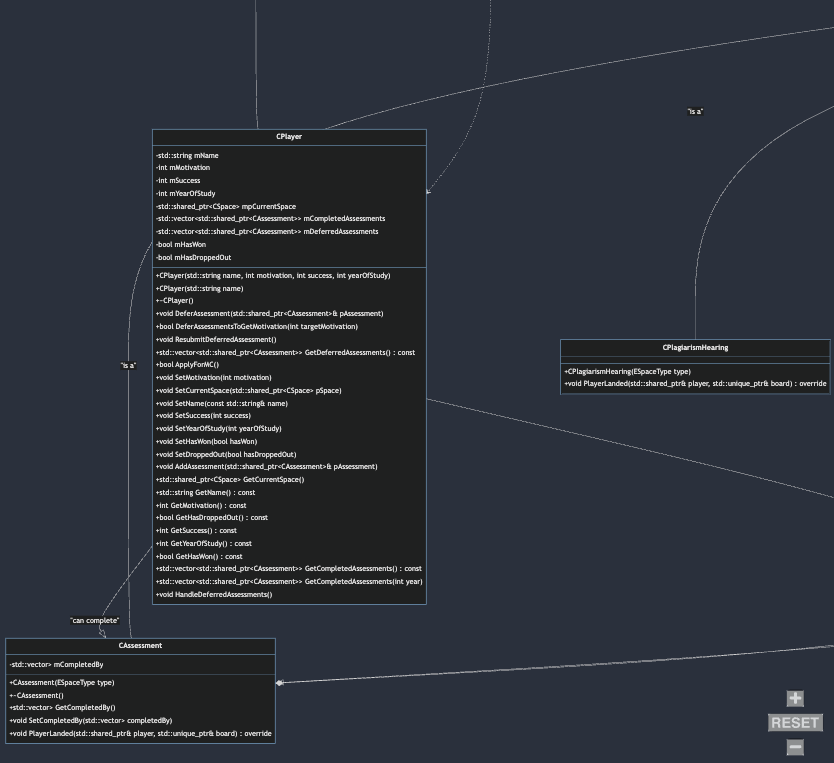 "is a"
CPlayer
-std::string mName
-int mMotivation
-int mSuccess
-int mYearOfStudy
-std::shared_ptr<CSpace> mpCurrentSpace
-std::vector<std::shared_ptr<CAssessment>> mCompletedAssessments
-std::vector<std::shared_ptr<CAssessment>> mDeferredAssessments
-bool mHasWon
-bool mHasDroppedOut
+CPlayer(std::string name, int motivation, int success, int yearOfStudy)
+CPlayer(std::string name)
+~CPlayer()
+void DeferAssessment(std::shared_ptr<CAssessment>& pAssessment)
+bool DeferAssessmentsToGetMotivation(int targetMotivation)
+void ResubmitDeferredAssessment()
+std::vector<std::shared_ptr<CAssessment>> GetDeferredAssessments() : const
+bool ApplyForMC()
+void SetMotivation(int motivation)
+void SetCurrentSpace(std::shared_ptr<CSpace> pSpace)
+void SetName(const std::string& name)
+void SetSuccess(int success)
+void SetYearOfStudy(int yearOfStudy)
+void SetHasWon(bool hasWon)
+void SetDroppedOut(bool hasDroppedOut)
+void AddAssessment(std::shared_ptr<CAssessment>& pAssessment)
+std::shared_ptr<CSpace> GetCurrentSpace()
+std::string GetName() : const
+int GetMotivation() : const
+bool GetHasDroppedOut() : const
+int GetSuccess() : const
+int GetYearOfStudy() : const
+bool GetHasWon() : const
+std::vector<std::shared_ptr<CAssessment>> GetCompletedAssessments() : const
+std::vector<std::shared_ptr<CAssessment>> GetCompletedAssessments(int year)
+void HandleDeferredAssessments()
CPlagiarismHearing
+CPlagiarismHearing(ESpaceType type)
+void PlayerLanded(std::shared_ptr& player, std::unique_ptr& board) : override
"is a"
"can complete"
CAssessment
-std::vector> mCompletedBy
+CAssessment(ESpaceType type)
+~CAssessment()
+std::vector> GetCompletedBy()
+void SetCompletedBy(std::vector> completedBy)
+void PlayerLanded(std::shared_ptr& player, std::unique_ptr& board) : override
+
RESET
−